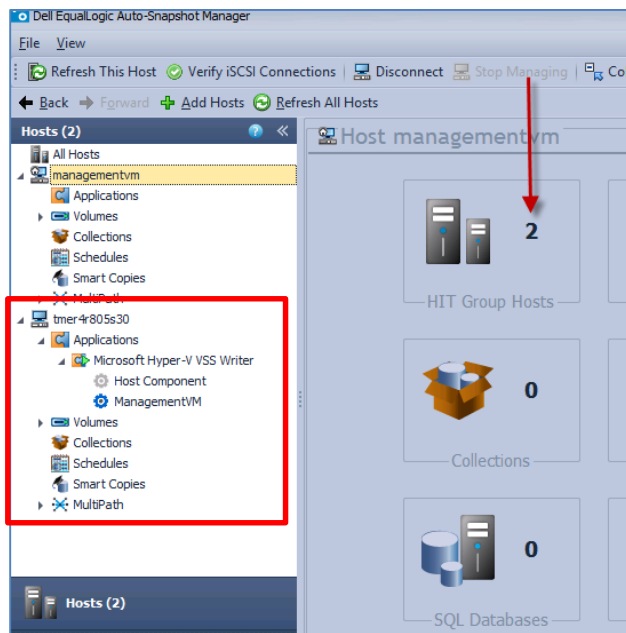 Dell EqualLogic Auto-Snapshot Manager
File View
Refresh This Host Verify iSCSI Connections Disconnect Stop Managing Co
Back Forward Add Hosts Refresh All Hosts
Hosts (2)
All Hosts
managementvm
Applications
Volumes
Collections
Schedules
Smart Copies
MultiPath
tmer4r805s30
Applications
Microsoft Hyper-V VSS Writer
Host Component
ManagementVM
Volumes
Collections
Schedules
Smart Copies
MultiPath
Hosts (2)
Host managementvm
2
HIT Group Hosts
0
Collections
0
SQL Databases